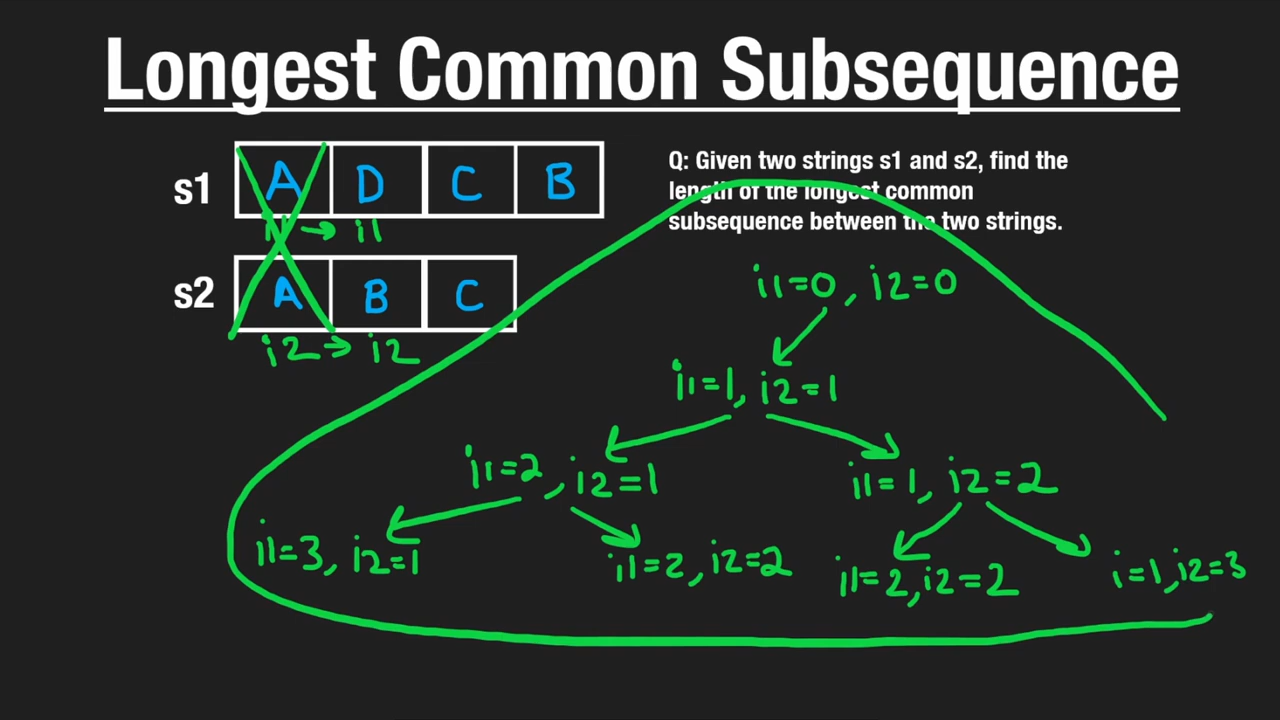 Longest Common Subsequence
s1 A D C B
i1 → i1
s2 A B C
i2 → i2
Q: Given two strings s1 and s2, find the
length of the longest common
subsequence between the two strings.
i1=0, i2=0
i1=1, i2=1
i1=2, i2=1
i1=1, i2=2
i1=3, i2=1
i1=2, i2=2
i1=2, i2=2
i=1, i2=3